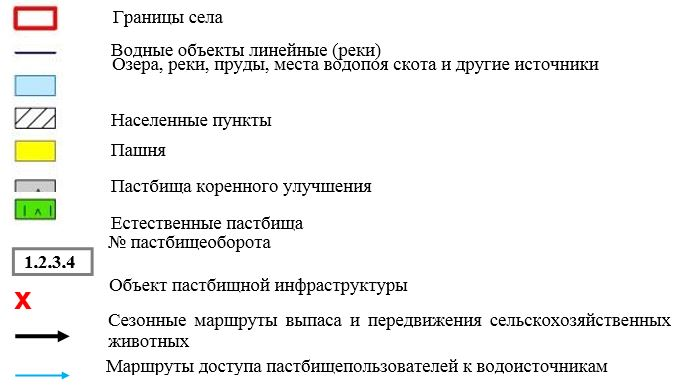 Границы села
Водные объекты линейные (реки)
Озера, реки, пруды, места водопоя скота и другие источники
Населенные пункты
Пашня
Пастбища коренного улучшения
Естественные пастбища
№ пастбищеоборота
1.2.3.4
Объект пастбищной инфраструктуры
X
Сезонные маршруты выпаса и передвижения сельскохозяйственных
животных
Маршруты доступа пастбищепользователей к водоисточникам